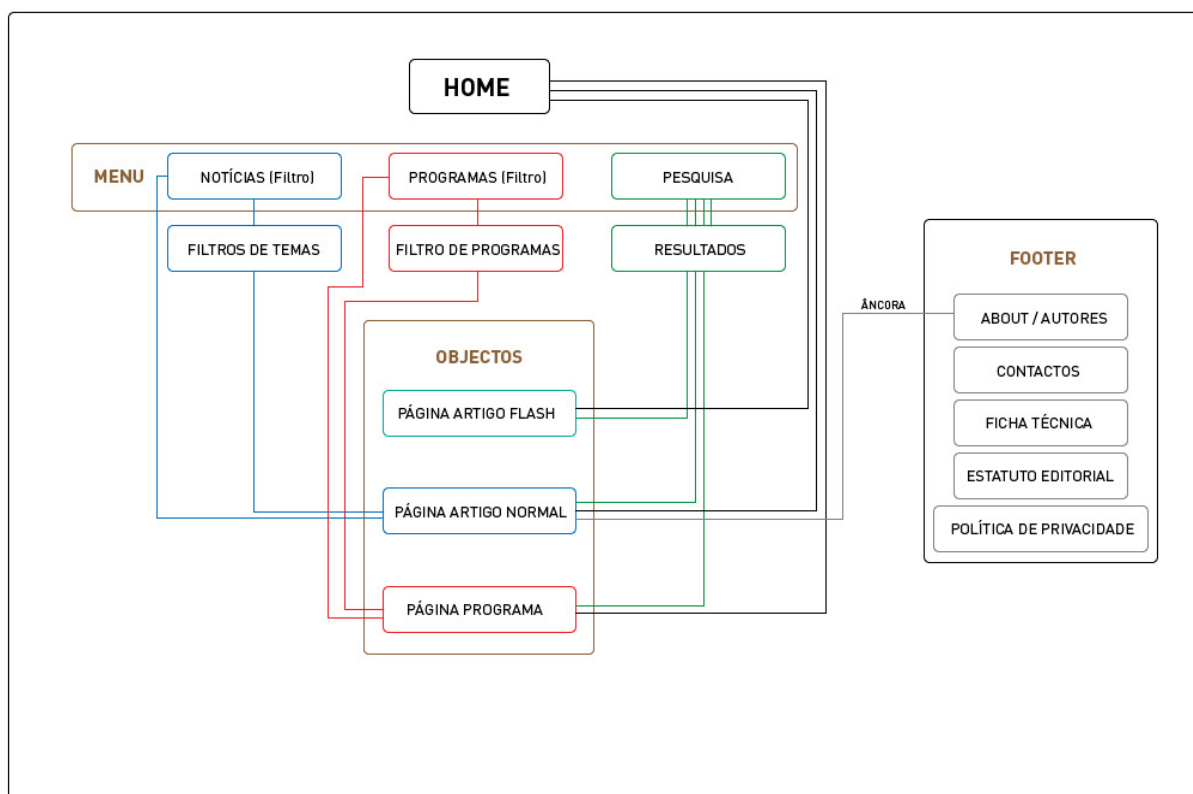 HOME
MENU
NOTÍCIAS (Filtro)
PROGRAMAS (Filtro)
PESQUISA
FILTROS DE TEMAS
FILTRO DE PROGRAMAS
RESULTADOS
OBJECTOS
PÁGINA ARTIGO FLASH
PÁGINA ARTIGO NORMAL
PÁGINA PROGRAMA
ÂNCORA
FOOTER
ABOUT / AUTORES
CONTACTOS
FICHA TÉCNICA
ESTATUTO EDITORIAL
POLÍTICA DE PRIVACIDADE